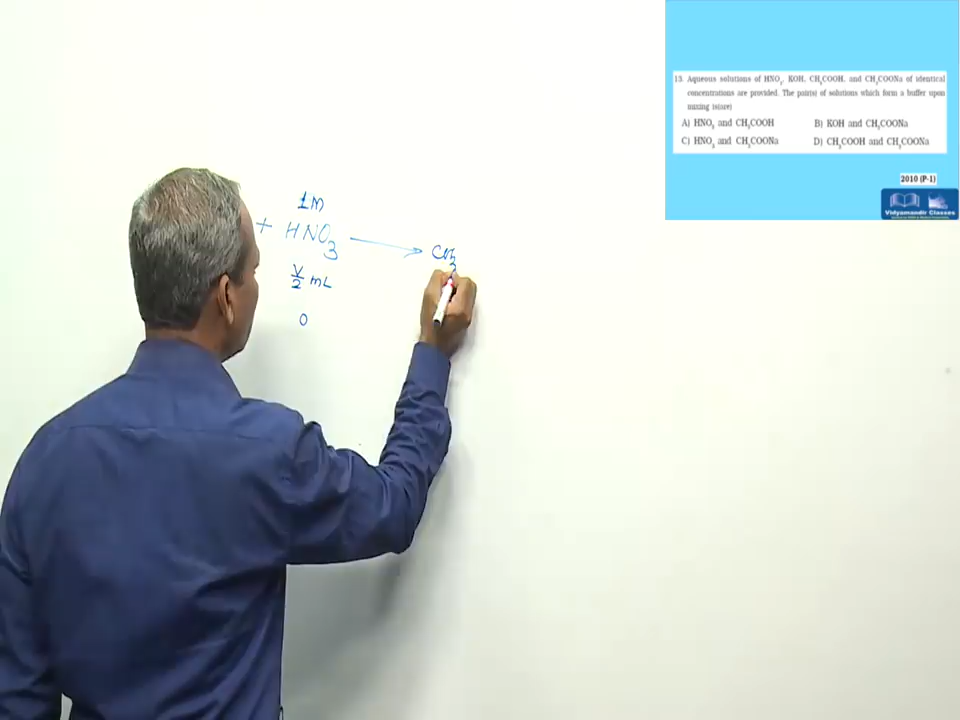 13. Aqueous solutions of HNO₃, KOH, CH₃COOH, and CH₃COONa of identical
concentrations are provided. The pair(s) of solutions which form a buffer upon
mixing is(are)
A) HNO₃ and CH₃COOH B) KOH and CH₃COONa
C) HNO₃ and CH₃COONa D) CH₃COOH and CH₃COONa
2010 (P-1)
Vidyamandir Classes
1M
+ HNO₃ → CH₃
V/2 mL
0